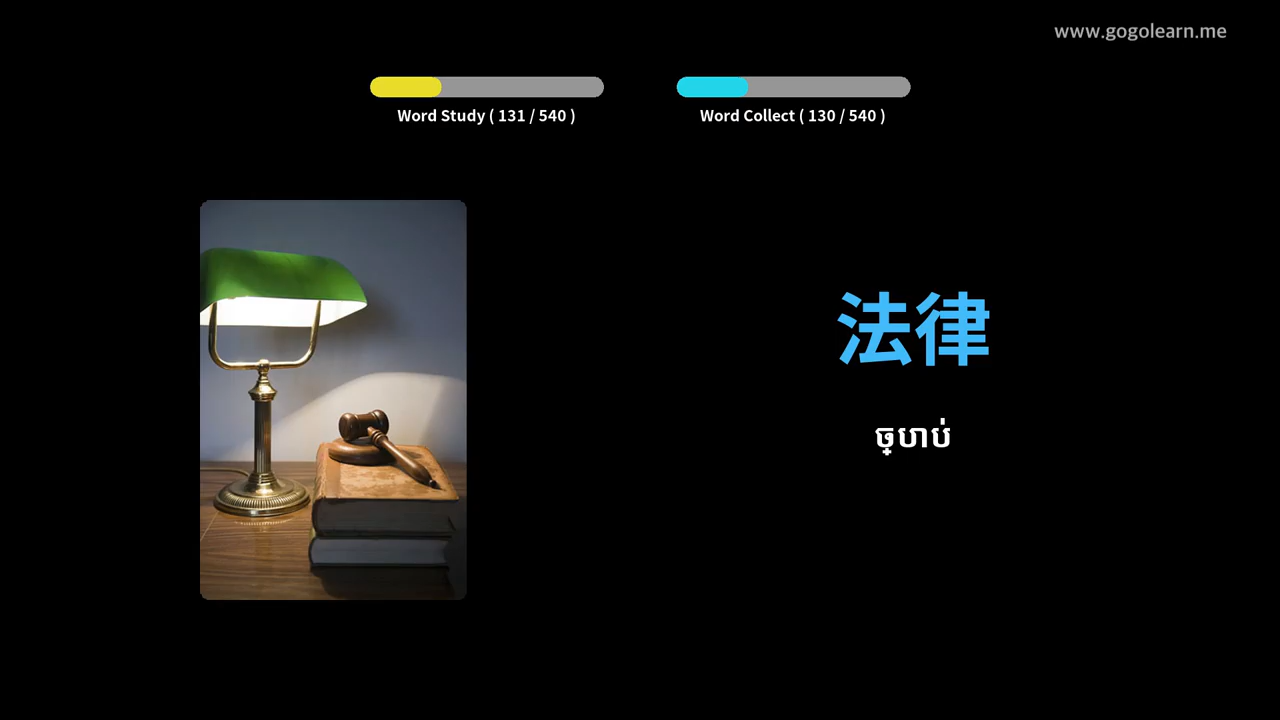 www.gogolearn.me
Word Study ( 131 / 540 )
Word Collect ( 130 / 540 )
法律
ច្បាប់